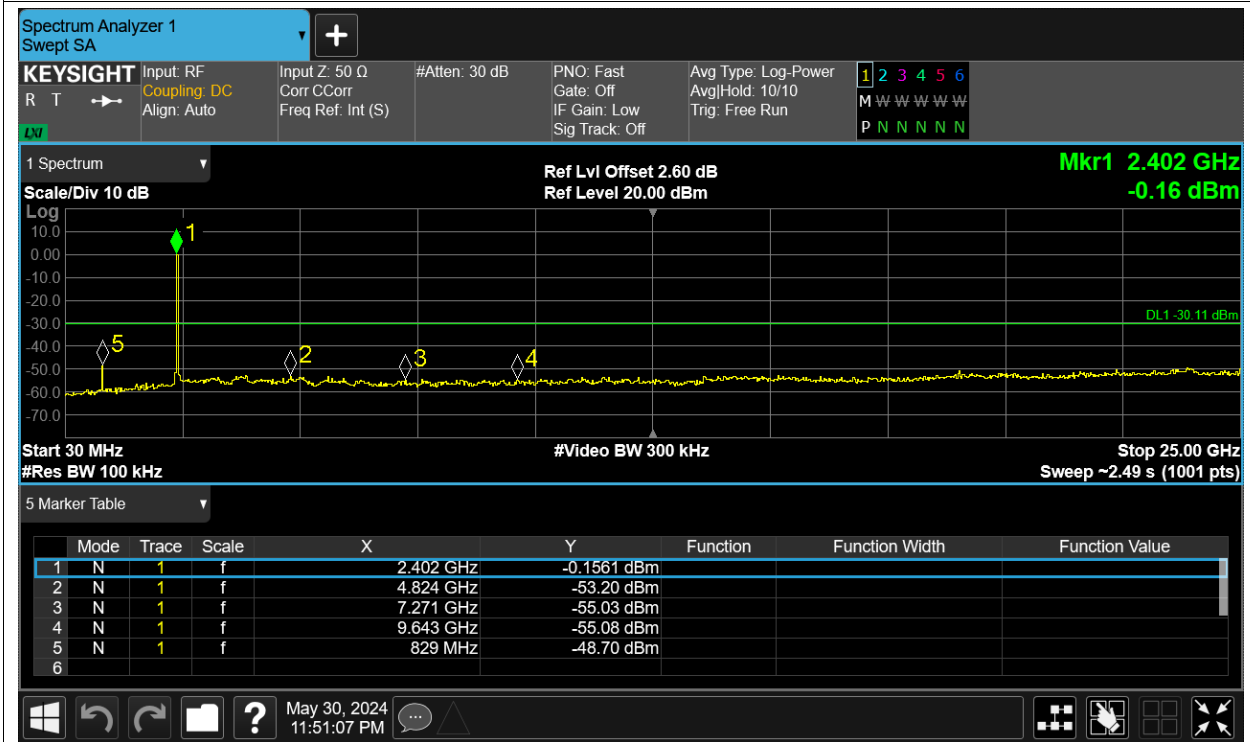 Spectrum Analyzer 1
Swept SA
+
KEYSIGHT Input: RF Input Z: 50 Ω #Atten: 30 dB PNO: Fast Avg Type: Log-Power 1 2 3 4 5 6
R T Coupling: DC Corr CCorr Gate: Off Avg|Hold: 10/10 M W W W W W
Align: Auto Freq Ref: Int (S) IF Gain: Low Trig: Free Run
LXI Sig Track: Off P N N N N N
1 Spectrum Ref Lvl Offset 2.60 dB Mkr1 2.402 GHz
Scale/Div 10 dB Ref Level 20.00 dBm -0.16 dBm
Log
10.0
0.00
-10.0
-20.0
-30.0
-40.0
-50.0
-60.0
-70.0
1
DL1 -30.11 dBm
5 2 3 4
Start 30 MHz #Video BW 300 kHz Stop 25.00 GHz
#Res BW 100 kHz Sweep ~2.49 s (1001 pts)
5 Marker Table
Mode Trace Scale X Y Function Function Width Function Value
1 N 1 f 2.402 GHz -0.1561 dBm
2 N 1 f 4.824 GHz -53.20 dBm
3 N 1 f 7.271 GHz -55.03 dBm
4 N 1 f 9.643 GHz -55.08 dBm
5 N 1 f 829 MHz -48.70 dBm
6
? May 30, 2024
11:51:07 PM